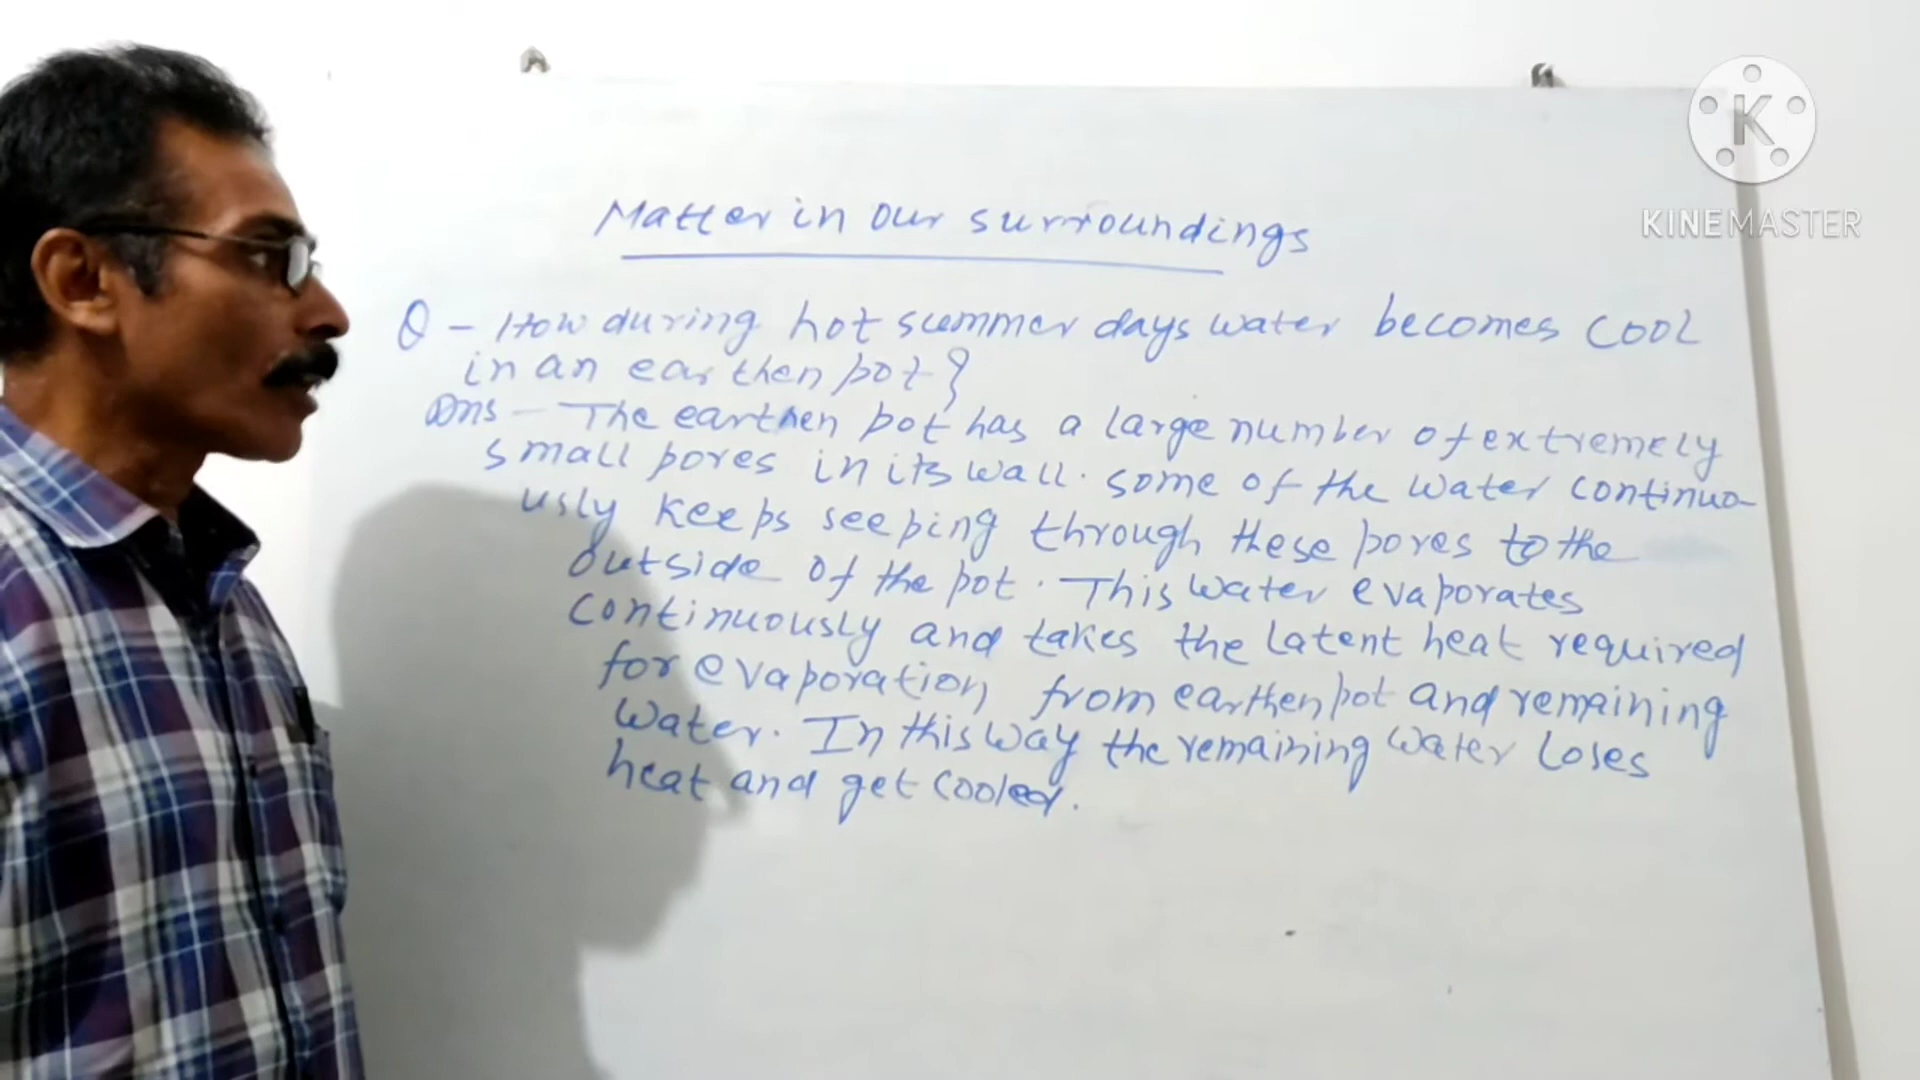 K
KINEMASTER
Matter in our surroundings
Q - How during hot summer days water becomes cool
in an earthen pot?
Ans - The earthen pot has a large number of extremely
small pores in its wall. some of the water continuo-
usly keeps seeping through these pores to the
outside of the pot. This water evaporates
continuously and takes the latent heat required
for evaporation, from earthen pot and remaining
water. In this way the remaining water loses
heat and get cooled.